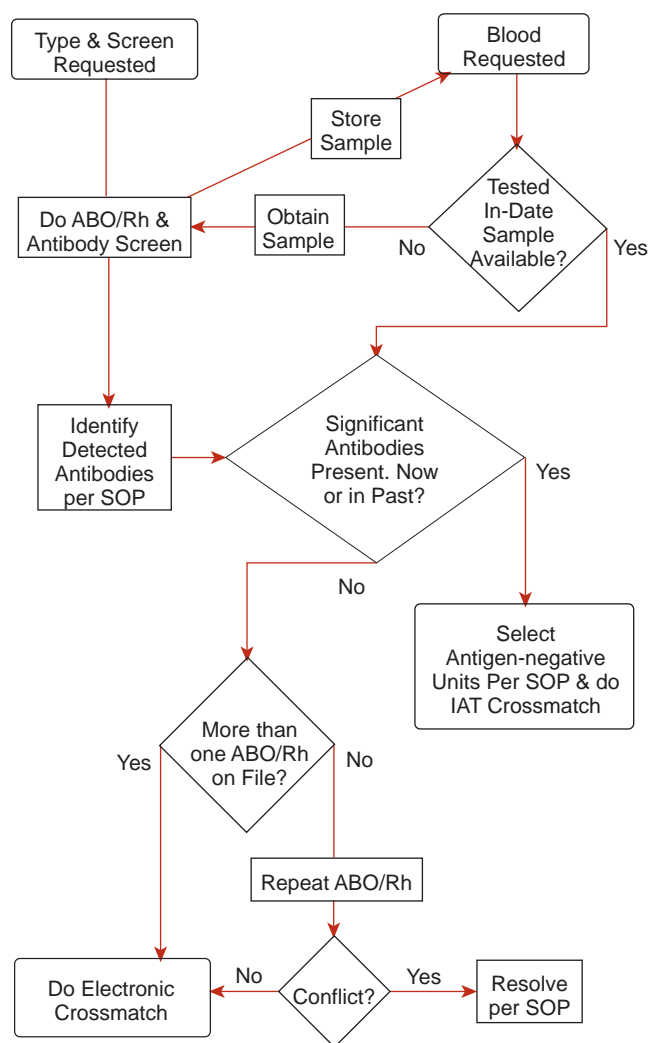 Type & Screen
Requested
Blood
Requested
Store
Sample
Tested
In-Date
Sample
Available?
Do ABO/Rh &
Antibody Screen
Obtain
Sample
No
Yes
Identify
Detected
Antibodies
per SOP
Significant
Antibodies
Present. Now
or in Past?
Yes
No
Select
Antigen-negative
Units Per SOP & do
IAT Crossmatch
More than
one ABO/Rh
on File?
Yes
No
Repeat ABO/Rh
Do Electronic
Crossmatch
No
Conflict?
Yes
Resolve
per SOP